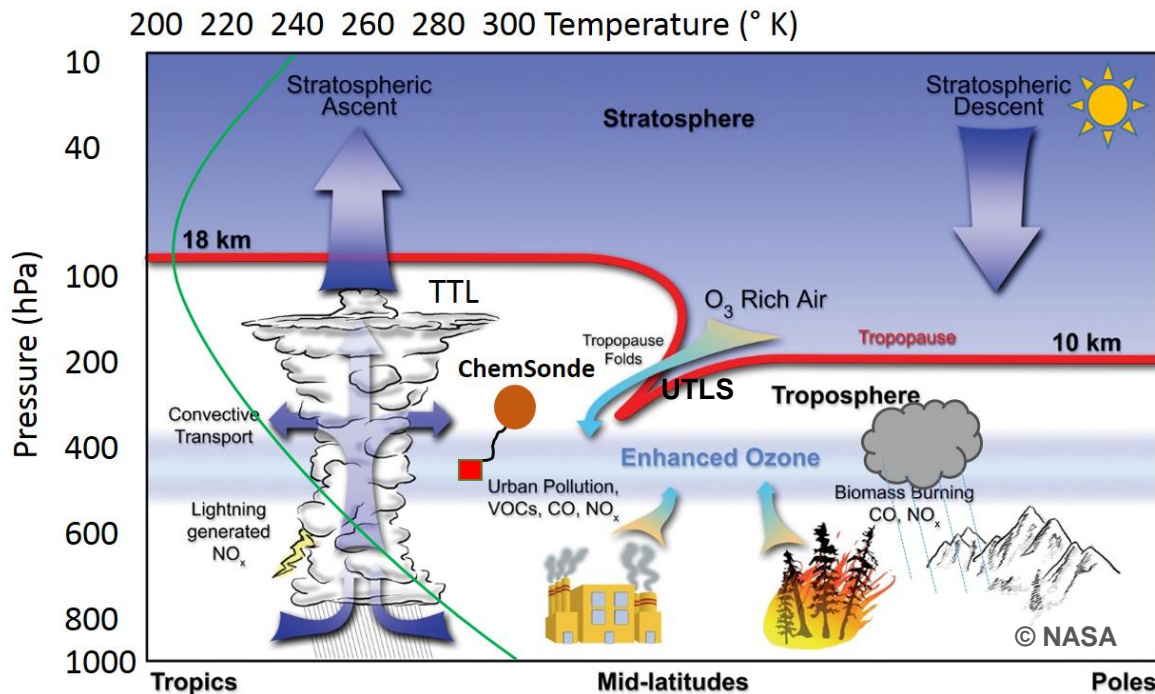 200 220 240 260 280 300 Temperature (° K)
Pressure (hPa)
10
40
100
200
400
600
800
1000
Stratospheric
Ascent
Stratosphere
Stratospheric
Descent
18 km
TTL
O₃ Rich Air
Tropopause
Folds
Tropopause
10 km
ChemSonde
UTLS
Troposphere
Convective
Transport
Enhanced Ozone
Urban Pollution,
VOCs, CO, NOₓ
Biomass Burning
CO, NOₓ
Lightning
generated
NOₓ
© NASA
Tropics
Mid-latitudes
Poles